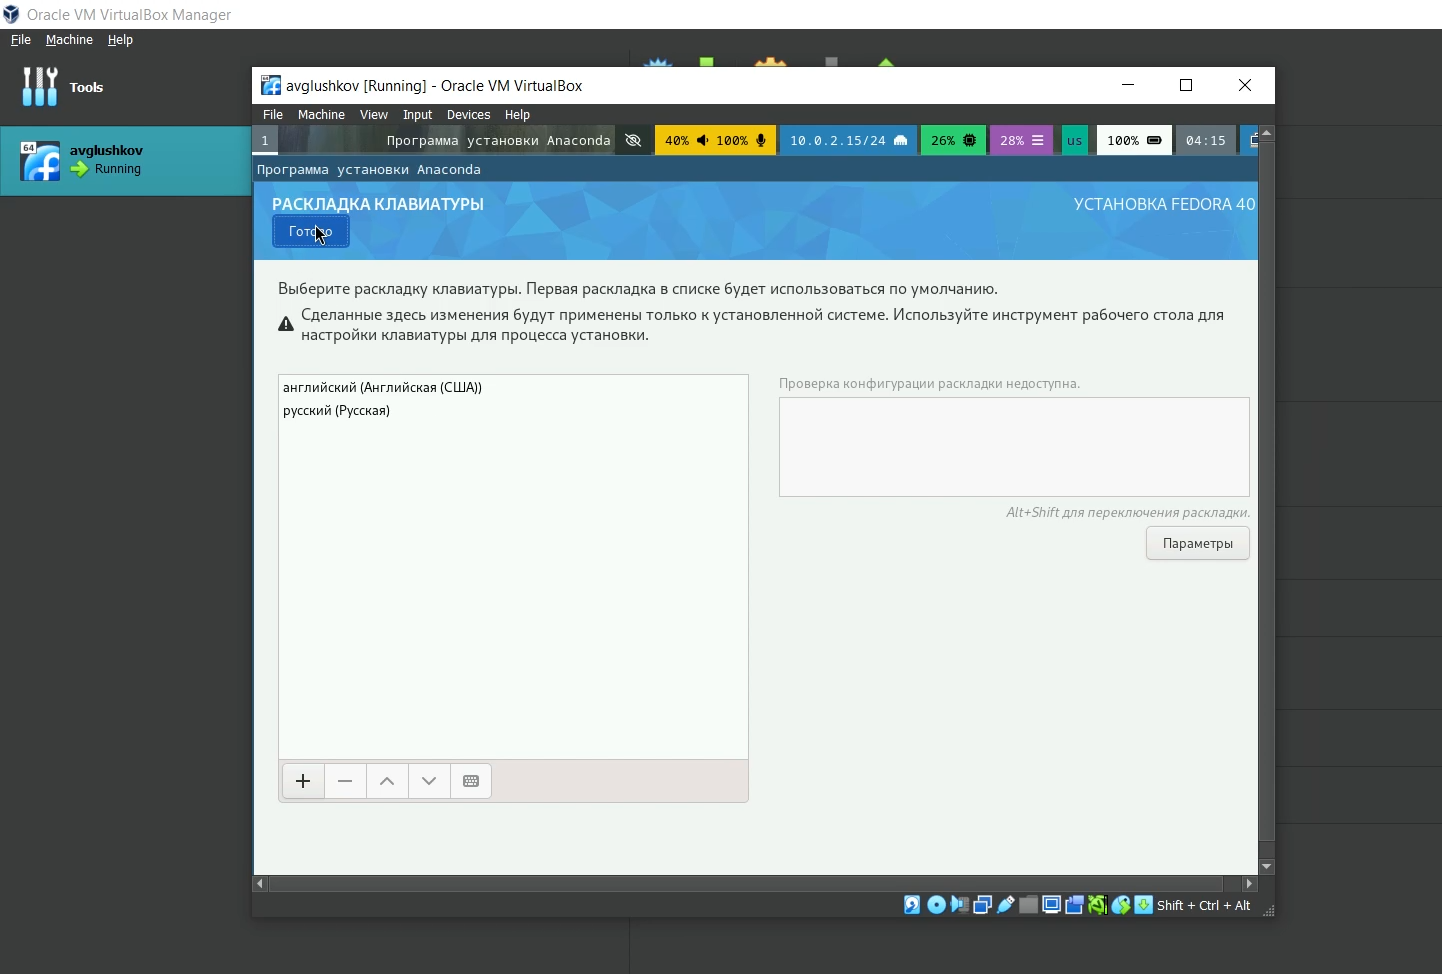 Oracle VM VirtualBox Manager
File Machine Help
Tools
64
avglushkov
Running
64
avglushkov [Running] - Oracle VM VirtualBox
File Machine View Input Devices Help
1 Программа установки Anaconda 40% 100% 10.0.2.15/24 26% 28% us 100% 04:15
Программа установки Anaconda
РАСКЛАДКА КЛАВИАТУРЫ
УСТАНОВКА FEDORA 40
Готово
Выберите раскладку клавиатуры. Первая раскладка в списке будет использоваться по умолчанию.
Сделанные здесь изменения будут применены только к установленной системе. Используйте инструмент рабочего стола для
настройки клавиатуры для процесса установки.
английский (Английская (США))
русский (Русская)
Проверка конфигурации раскладки недоступна.
Alt+Shift для переключения раскладки.
Параметры
Shift + Ctrl + Alt